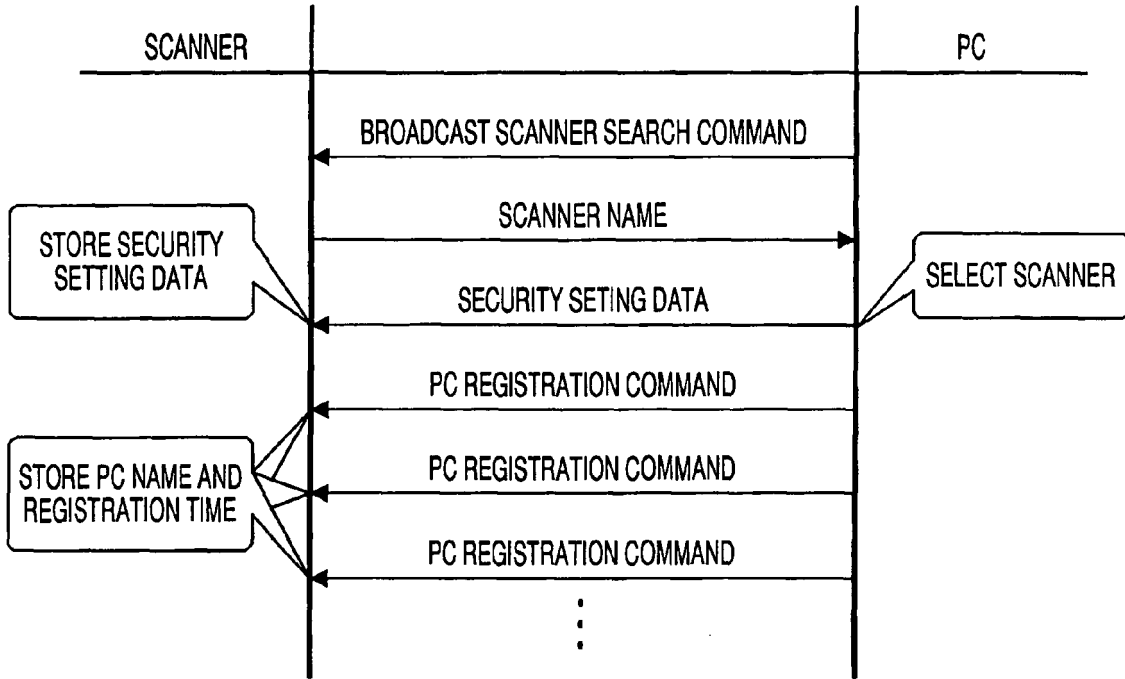 SCANNER
PC
BROADCAST SCANNER SEARCH COMMAND
SCANNER NAME
STORE SECURITY
SETTING DATA
SELECT SCANNER
SECURITY SETING DATA
PC REGISTRATION COMMAND
STORE PC NAME AND
REGISTRATION TIME
PC REGISTRATION COMMAND
PC REGISTRATION COMMAND